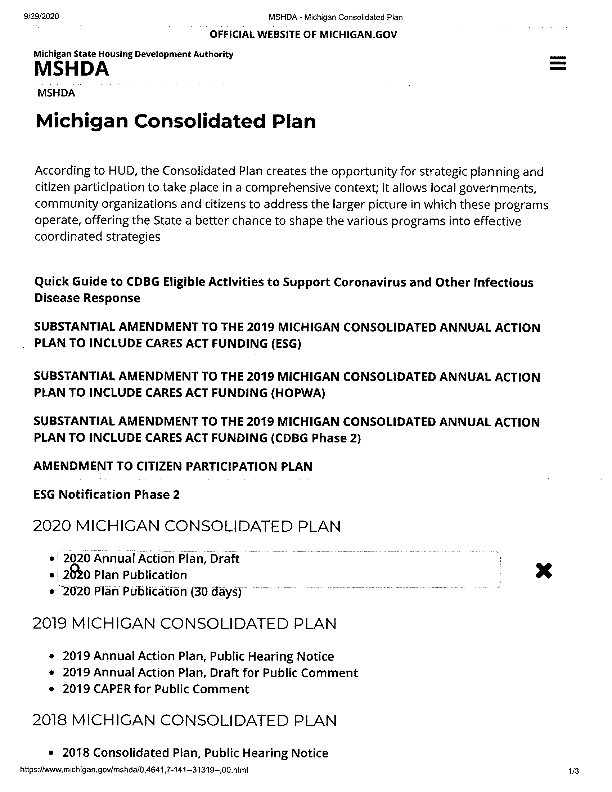 9/29/2020
MSHDA - Michigan Consolidated Plan
OFFICIAL WEBSITE OF MICHIGAN.GOV
Michigan State Housing Development Authority
MSHDA
MSHDA
Michigan Consolidated Plan
According to HUD, the Consolidated Plan creates the opportunity for strategic planning and
citizen participation to take place in a comprehensive context; it allows local governments,
community organizations and citizens to address the larger picture in which these programs
operate, offering the State a better chance to shape the various programs into effective
coordinated strategies
Quick Guide to CDBG Eligible Activities to Support Coronavirus and Other Infectious
Disease Response
SUBSTANTIAL AMENDMENT TO THE 2019 MICHIGAN CONSOLIDATED ANNUAL ACTION
PLAN TO INCLUDE CARES ACT FUNDING (ESG)
SUBSTANTIAL AMENDMENT TO THE 2019 MICHIGAN CONSOLIDATED ANNUAL ACTION
PLAN TO INCLUDE CARES ACT FUNDING (HOPWA)
SUBSTANTIAL AMENDMENT TO THE 2019 MICHIGAN CONSOLIDATED ANNUAL ACTION
PLAN TO INCLUDE CARES ACT FUNDING (CDBG Phase 2)
AMENDMENT TO CITIZEN PARTICIPATION PLAN
ESG Notification Phase 2
2020 MICHIGAN CONSOLIDATED PLAN
• 2020 Annual Action Plan, Draft
• 2020 Plan Publication
• 2020 Plan Publication (30 days)
2019 MICHIGAN CONSOLIDATED PLAN
• 2019 Annual Action Plan, Public Hearing Notice
• 2019 Annual Action Plan, Draft for Public Comment
• 2019 CAPER for Public Comment
2018 MICHIGAN CONSOLIDATED PLAN
• 2018 Consolidated Plan, Public Hearing Notice
https://www.michigan.gov/mshda/0,4641,7-141--31319--,00.html
1/3